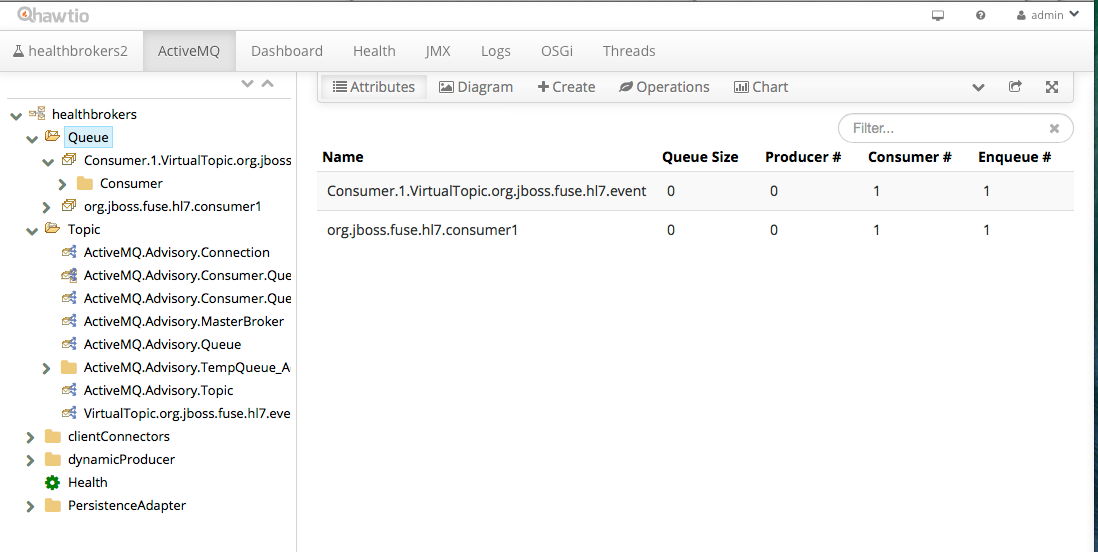 hawtio
admin
healthbrokers2 ActiveMQ Dashboard Health JMX Logs OSGi Threads
Attributes Diagram Create Operations Chart
Filter...
healthbrokers
Queue
Consumer.1.VirtualTopic.org.jboss
Consumer
org.jboss.fuse.hl7.consumer1
Topic
ActiveMQ.Advisory.Connection
ActiveMQ.Advisory.Consumer.Que
ActiveMQ.Advisory.Consumer.Que
ActiveMQ.Advisory.MasterBroker
ActiveMQ.Advisory.Queue
ActiveMQ.Advisory.TempQueue_A
ActiveMQ.Advisory.Topic
VirtualTopic.org.jboss.fuse.hl7.eve
clientConnectors
dynamicProducer
Health
PersistenceAdapter
Name Queue Size Producer # Consumer # Enqueue #
Consumer.1.VirtualTopic.org.jboss.fuse.hl7.event 0 0 1 1
org.jboss.fuse.hl7.consumer1 0 0 1 1